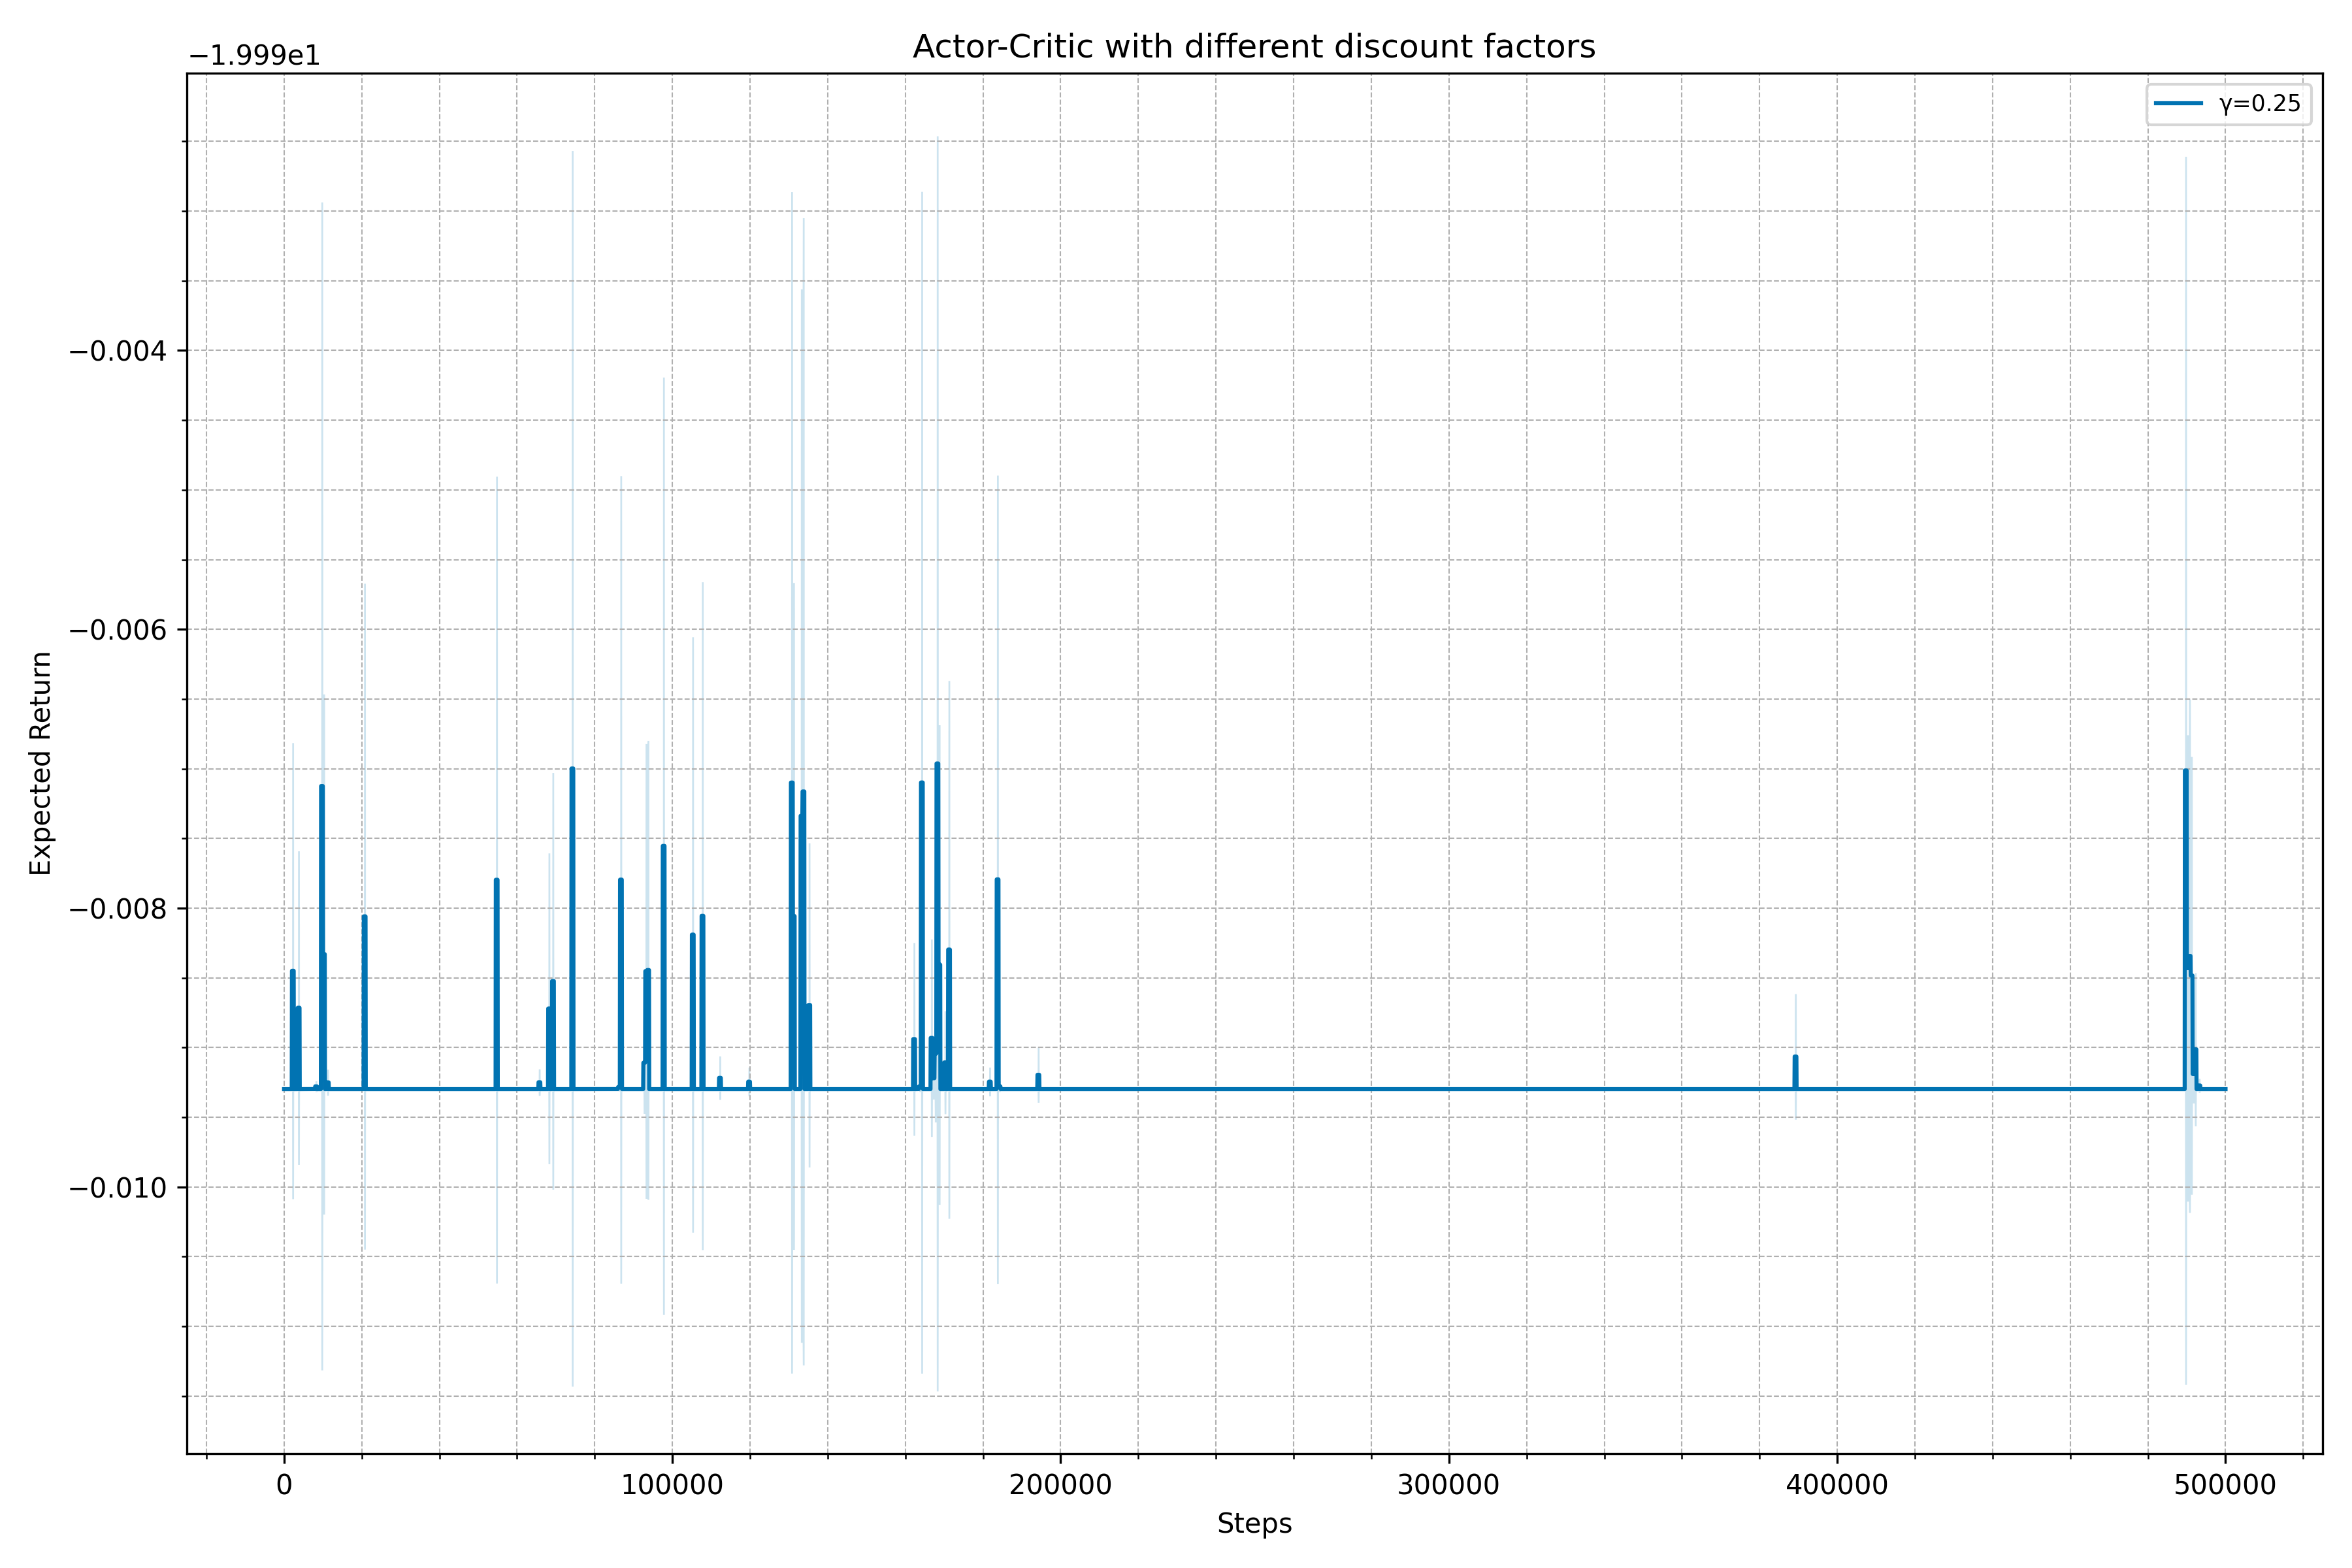 Actor-Critic with different discount factors
−1.999e1
γ=0.25
−0.004
−0.006
−0.008
−0.010
Expected Return
0
100000
200000
300000
400000
500000
Steps